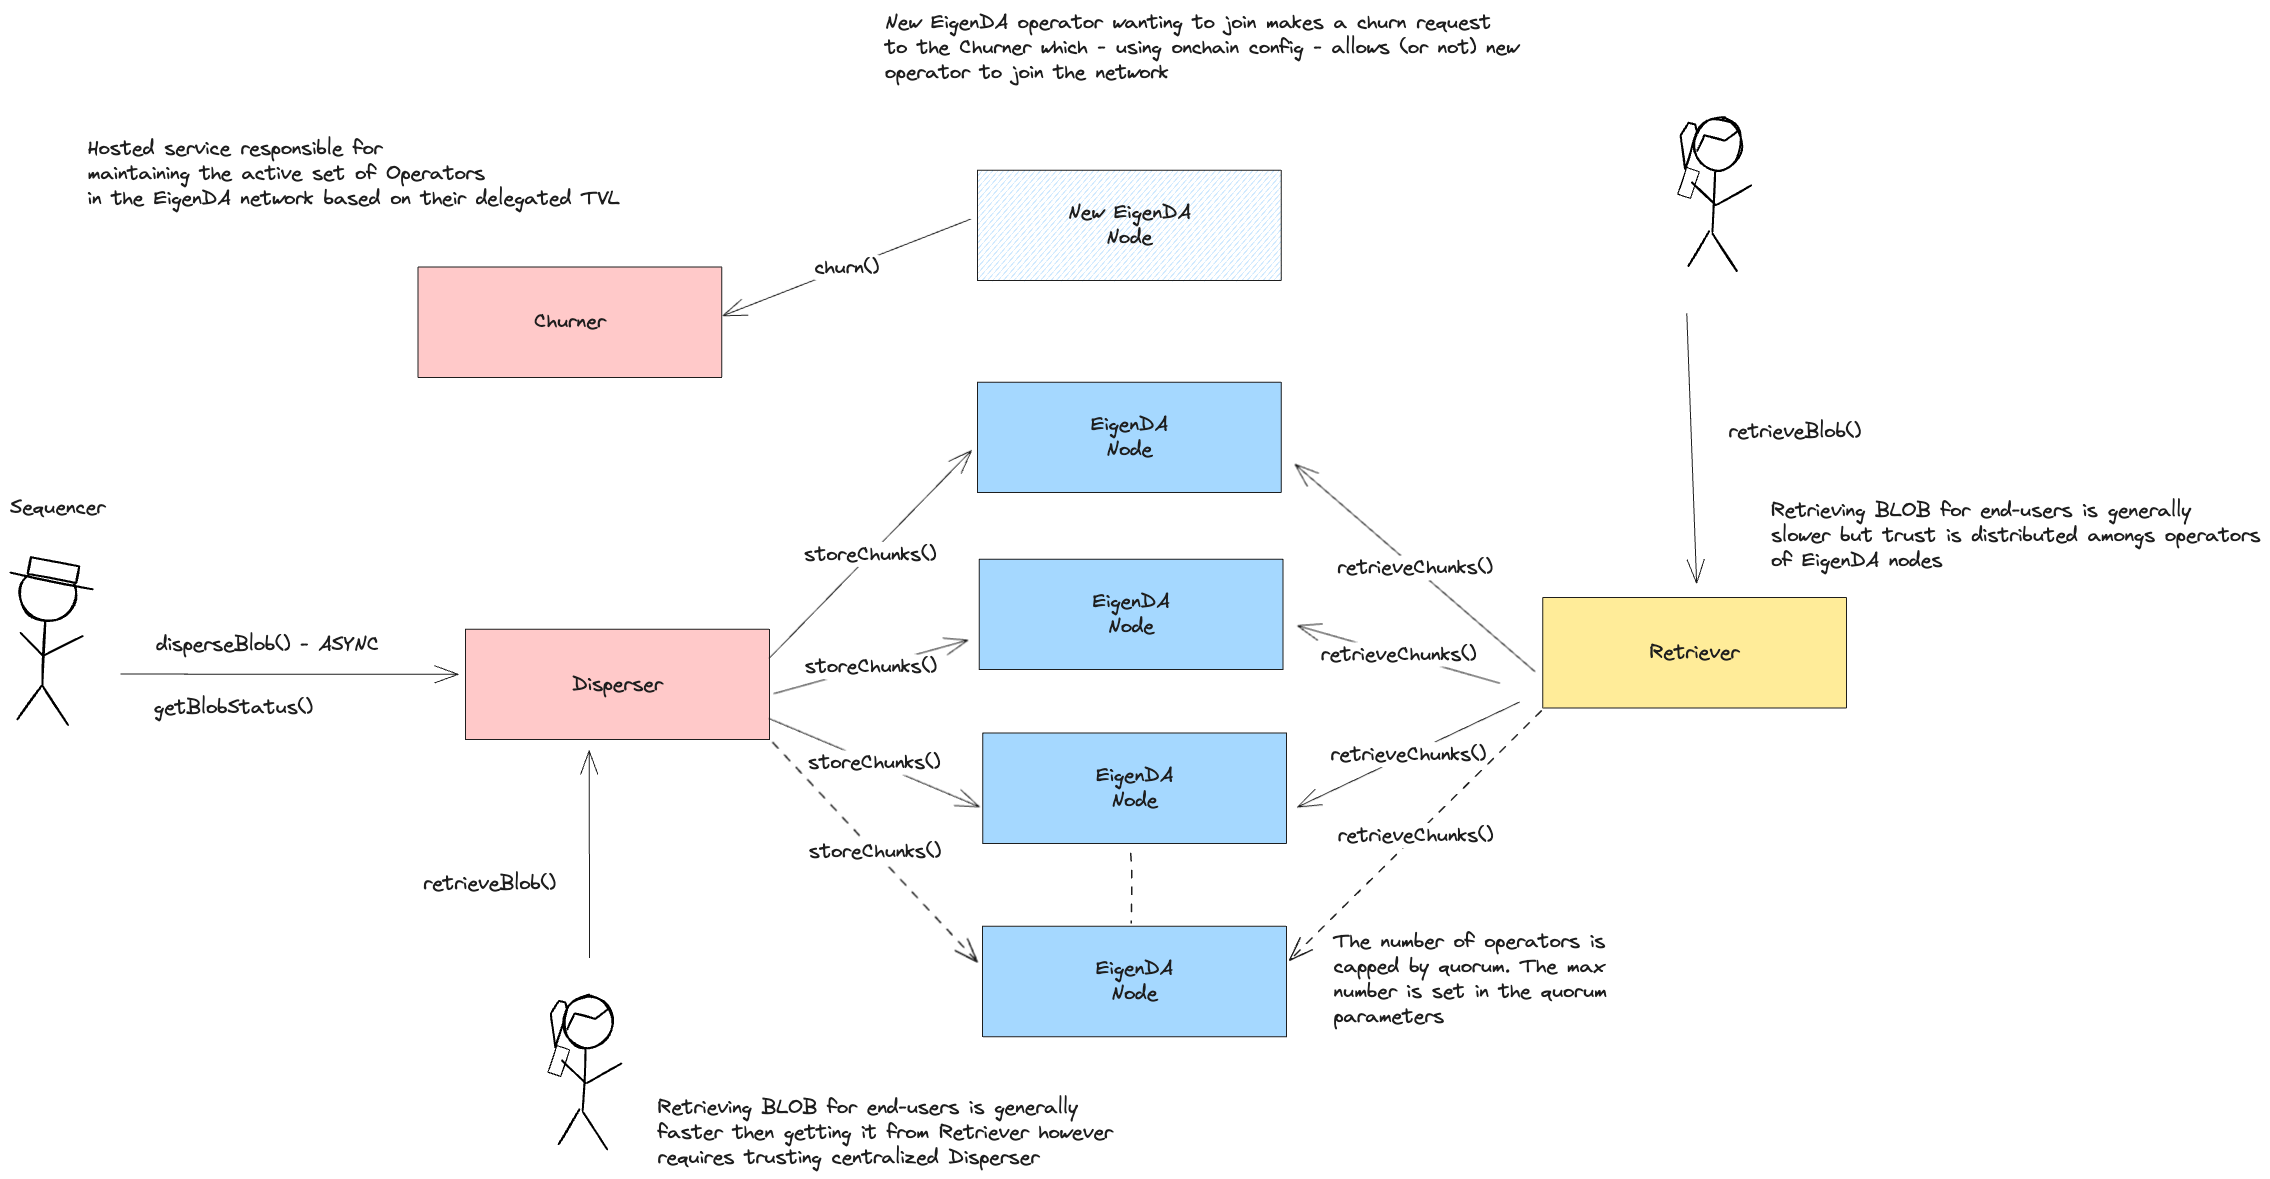 New EigenDA operator wanting to join makes a churn request
to the Churner which - using onchain config - allows (or not) new
operator to join the network
Hosted service responsible for
maintaining the active set of Operators
in the EigenDA network based on their delegated TVL
New EigenDA
Node
churn()
Churner
EigenDA
Node
retrieveBlob()
Sequencer
Retrieving BLOB for end-users is generally
slower but trust is distributed amongs operators
of EigenDA nodes
storeChunks()
retrieveChunks()
EigenDA
Node
disperseBlob() - ASYNC
getBlobStatus()
Disperser
storeChunks()
retrieveChunks()
Retriever
storeChunks()
EigenDA
Node
retrieveChunks()
storeChunks()
retrieveChunks()
retrieveBlob()
EigenDA
Node
The number of operators is
capped by quorum. The max
number is set in the quorum
parameters
Retrieving BLOB for end-users is generally
faster then getting it from Retriever however
requires trusting centralized Disperser